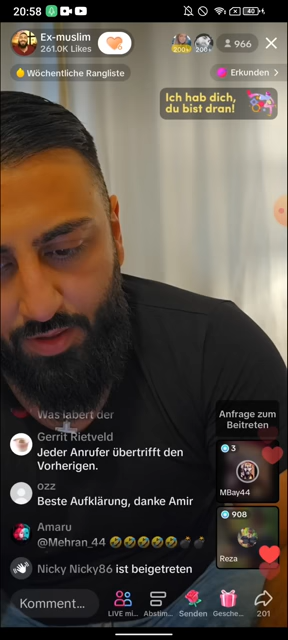 20:58
40
Ex-muslim
261.0K Likes
200+
200+
966
Wöchentliche Rangliste
Erkunden >
Ich hab dich,
du bist dran!
Was labert der
Gerrit Rietveld
Jeder Anrufer übertrifft den
Vorherigen.
ozz
Beste Aufklärung, danke Amir
Amaru
@Mehran_44 🤣🤣🤣🤣🤣💣💣
Nicky Nicky86 ist beigetreten
Anfrage zum
Beitreten
3
MBay44
908
Reza
Komment...
LIVE mi...
Abstim...
Senden
Gesche...
201